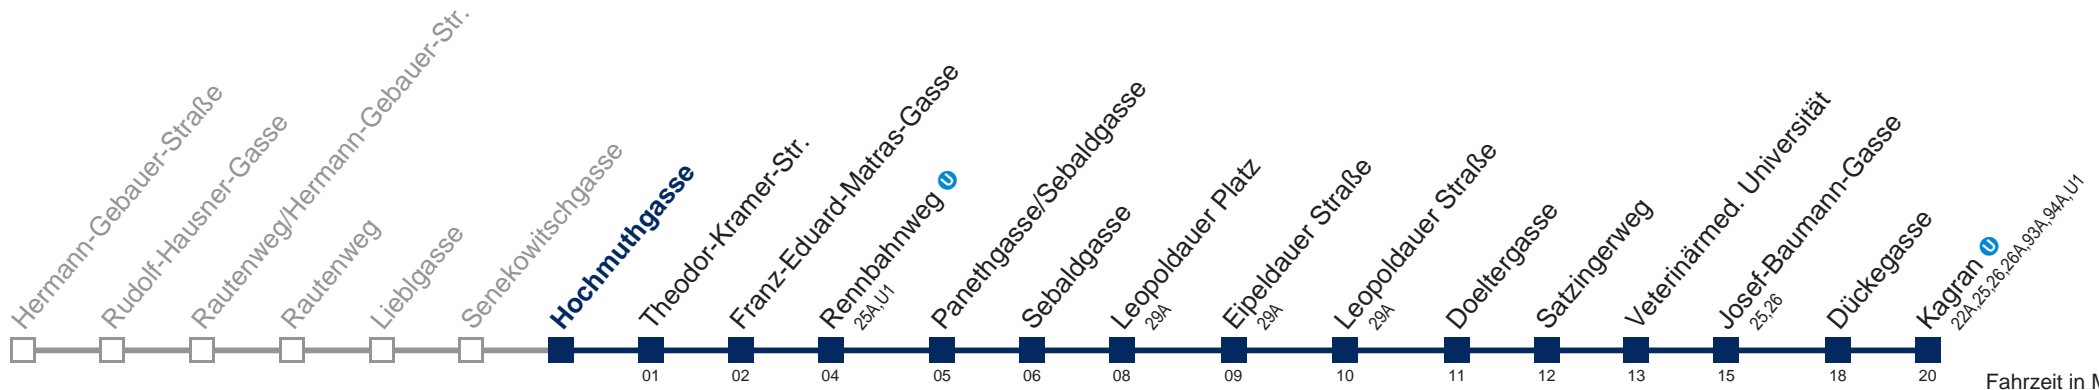 Hermann-Gebauer-Straße
Rudolf-Hausner-Gasse
Rautenweg/Hermann-Gebauer-Str.
Rautenweg
Lieblgasse
Senekowitschgasse
Hochmuthgasse
Theodor-Kramer-Str.
Franz-Eduard-Matras-Gasse
Rennbahnweg U
25A,U1
Panethgasse/Sebaldgasse
Sebaldgasse
Leopoldauer Platz
29A
Eipeldauer Straße
29A
Leopoldauer Straße
29A
Doeltergasse
Satzingerweg
Veterinärmed. Universität
Josef-Baumann-Gasse
25,26
Dückegasse
Kagran U
22A,25,26,26A,93A,94A,U1
01 02 04 05 06 08 09 10 11 12 13 15 18 20
Fahrzeit in M